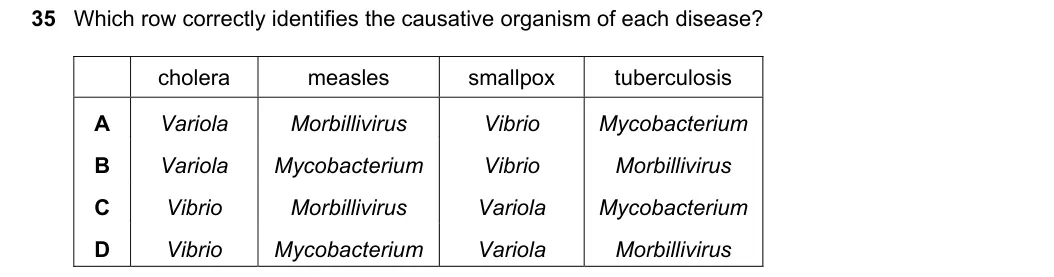 35 Which row correctly identifies the causative organism of each disease?
cholera measles smallpox tuberculosis
A Variola Morbillivirus Vibrio Mycobacterium
B Variola Mycobacterium Vibrio Morbillivirus
C Vibrio Morbillivirus Variola Mycobacterium
D Vibrio Mycobacterium Variola Morbillivirus